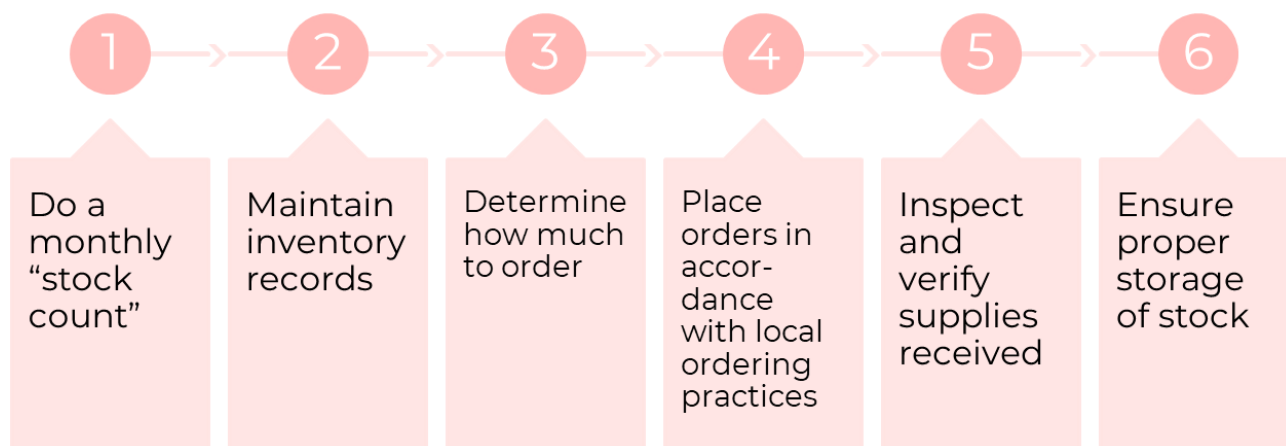 1
2
3
4
5
6
Do a
monthly
“stock
count”
Maintain
inventory
records
Determine
how much
to order
Place
orders in
accor-
dance
with local
ordering
practices
Inspect
and
verify
supplies
received
Ensure
proper
storage
of stock